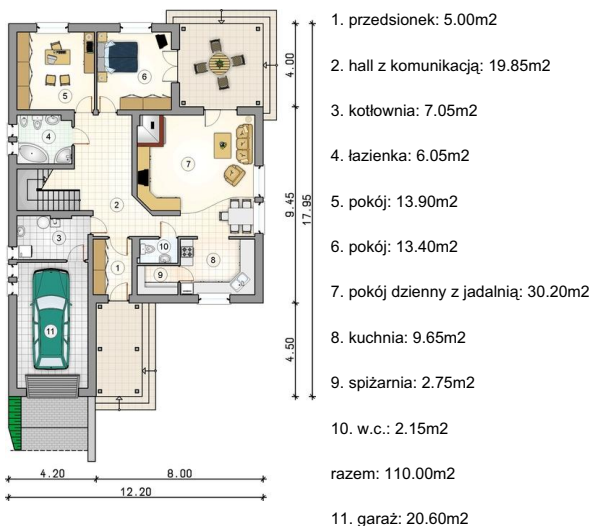 1. przedsionek: 5.00m2
2. hall z komunikacją: 19.85m2
3. kotłownia: 7.05m2
4. łazienka: 6.05m2
5. pokój: 13.90m2
6. pokój: 13.40m2
7. pokój dzienny z jadalnią: 30.20m2
8. kuchnia: 9.65m2
9. spiżarnia: 2.75m2
10. w.c.: 2.15m2
razem: 110.00m2
11. garaż: 20.60m2
5
6
4
7
2
3
10
8
1
9
11
4.00
9.45
17.95
4.50
4.20
8.00
12.20